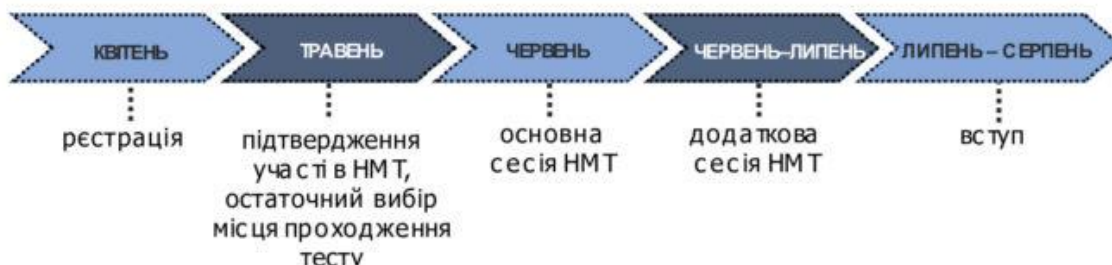 КВІТЕНЬ
ТРАВЕНЬ
ЧЕРВЕНЬ
ЧЕРВЕНЬ–ЛИПЕНЬ
ЛИПЕНЬ – СЕРПЕНЬ
рєстрація
підтвердження
участі в НМТ,
остаточний вибір
місця проходження
тесту
основна
сесія НМТ
додаткова
сесія НМТ
вступ